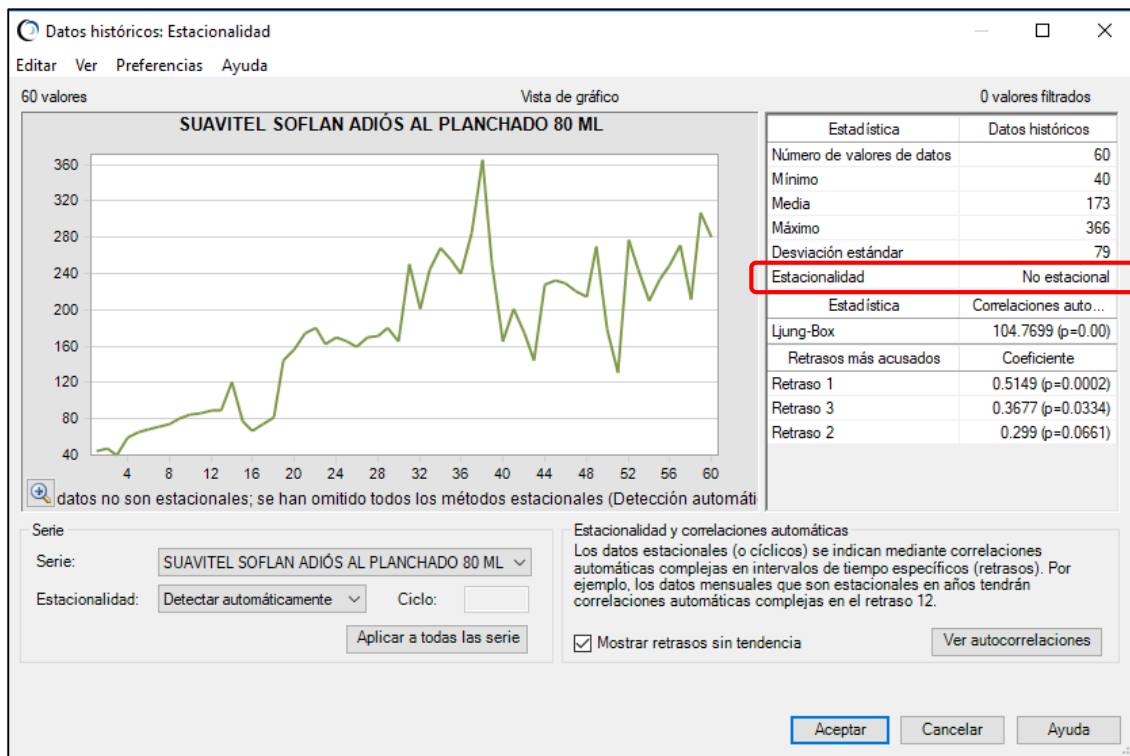 Datos históricos: Estacionalidad
Editar Ver Preferencias Ayuda
60 valores Vista de gráfico 0 valores filtrados
SUAVITEL SOFLAN ADIÓS AL PLANCHADO 80 ML
360
320
280
240
200
160
120
80
40
4 8 12 16 20 24 28 32 36 40 44 48 52 56 60
datos no son estacionales; se han omitido todos los métodos estacionales (Detección automáti
Estadística Datos históricos
Número de valores de datos 60
Mínimo 40
Media 173
Máximo 366
Desviación estándar 79
Estacionalidad No estacional
Estadística Correlaciones auto...
Ljung-Box 104.7699 (p=0.00)
Retrasos más acusados Coeficiente
Retraso 1 0.5149 (p=0.0002)
Retraso 3 0.3677 (p=0.0334)
Retraso 2 0.299 (p=0.0661)
Serie
Serie: SUAVITEL SOFLAN ADIÓS AL PLANCHADO 80 ML
Estacionalidad: Detectar automáticamente Ciclo:
Aplicar a todas las serie
Estacionalidad y correlaciones automáticas
Los datos estacionales (o cíclicos) se indican mediante correlaciones
automáticas complejas en intervalos de tiempo específicos (retrasos). Por
ejemplo, los datos mensuales que son estacionales en años tendrán
correlaciones automáticas complejas en el retraso 12.
Mostrar retrasos sin tendencia Ver autocorrelaciones
Aceptar Cancelar Ayuda